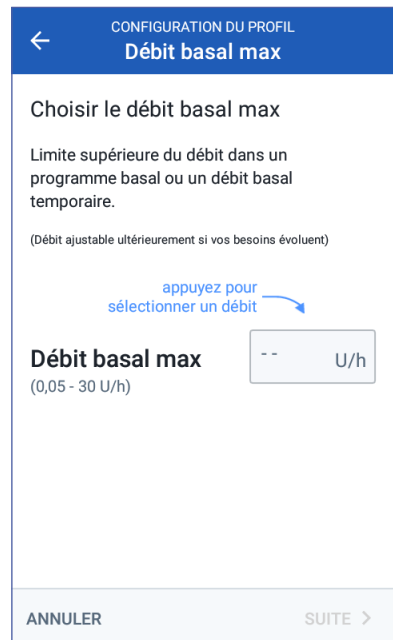 CONFIGURATION DU PROFIL
Débit basal max
Choisir le débit basal max
Limite supérieure du débit dans un
programme basal ou un débit basal
temporaire.
(Débit ajustable ultérieurement si vos besoins évoluent)
appuyez pour
sélectionner un débit
Débit basal max
-- U/h
(0,05 - 30 U/h)
ANNULER
SUITE